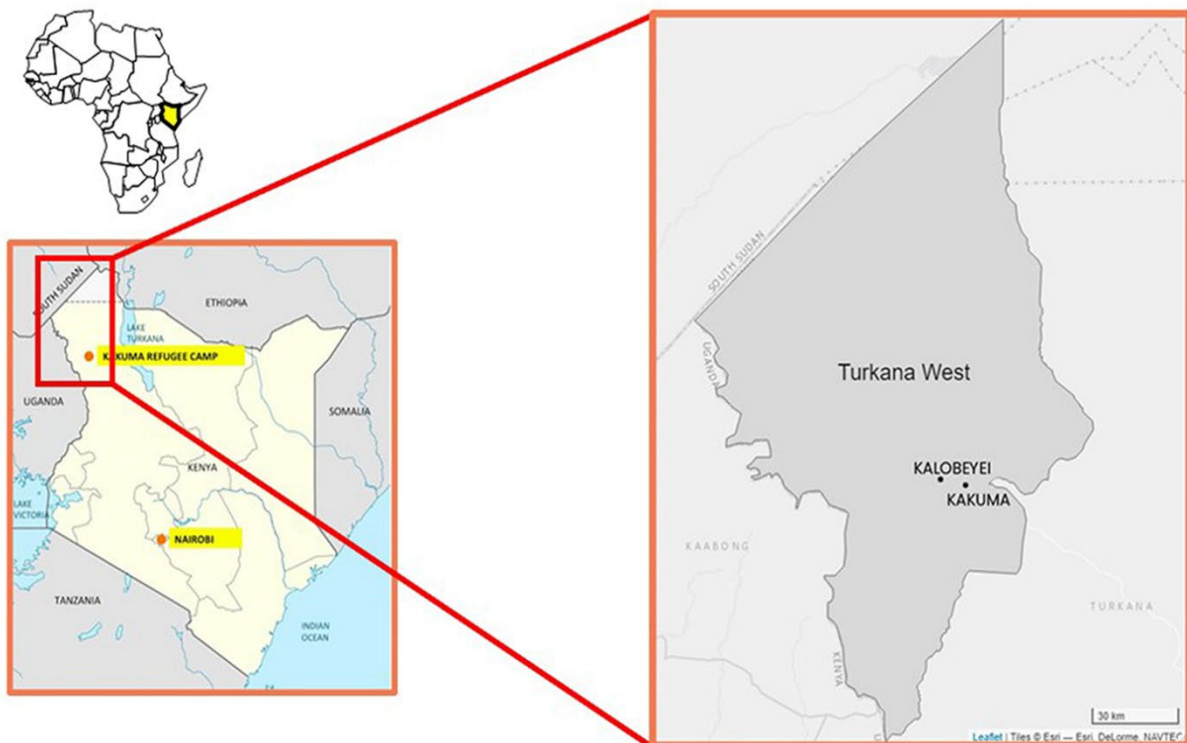 SOUTH SUDAN
ETHIOPIA
LAKE
TURKANA
KAKUMA REFUGEE CAMP
UGANDA
SOMALIA
KENYA
LAKE
VICTORIA
NAIROBI
TANZANIA
INDIAN
OCEAN
SOUTH SUDAN
UGANDA
Turkana West
KALOBEYEI
KAKUMA
KAABONG
TURKANA
KENYA
30 km
Leaflet | Tiles © Esri — Esri, DeLorme, NAVTEQ